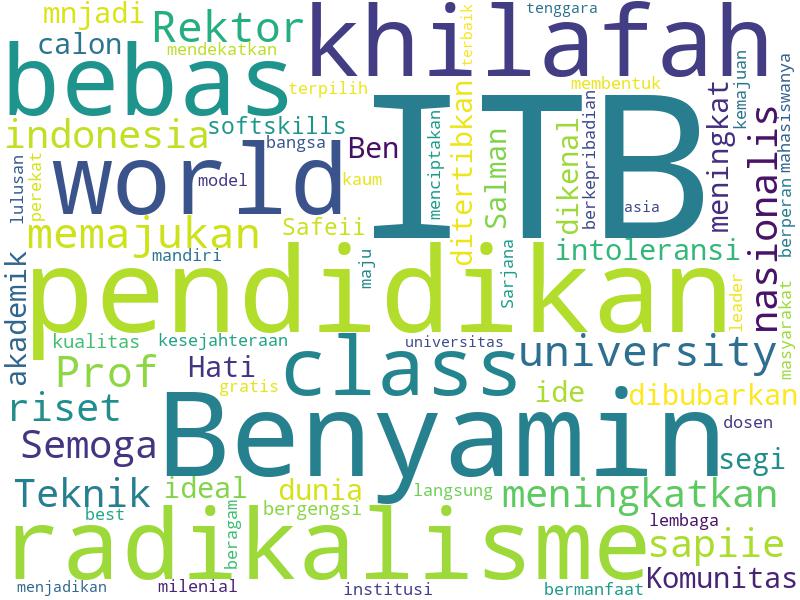 mnjadi
Rektor
khilafah
tenggara
terbaik
calon
mendekatkan
bebas
terpilih
membentuk
ITB
indonesia
softskills
bangsa
Ben
world
model
kaum
menciptakan
ditertibkan
Salman
dikenal
berkepribadian
asia
meningkat
kemajuan
nasionalis
mahasiswanya
berperan
lulusan
perekat
memajukan
Safeii
mandiri
maju
Sarjana
intoleransi
akademik
pendidikan
leader
masyarakat
kualitas
kesejahteraan
universitas
Prof
Hati
gratis
class
university
riset
ide
dibubarkan
Semoga
Benyamin
dosen
segi
Teknik
ideal
dunia
langsung
meningkatkan
best
beragam
bergengsi
radikalisme
lembaga
sapiie
Komunitas
menjadikan
milenial
institusi
bermanfaat